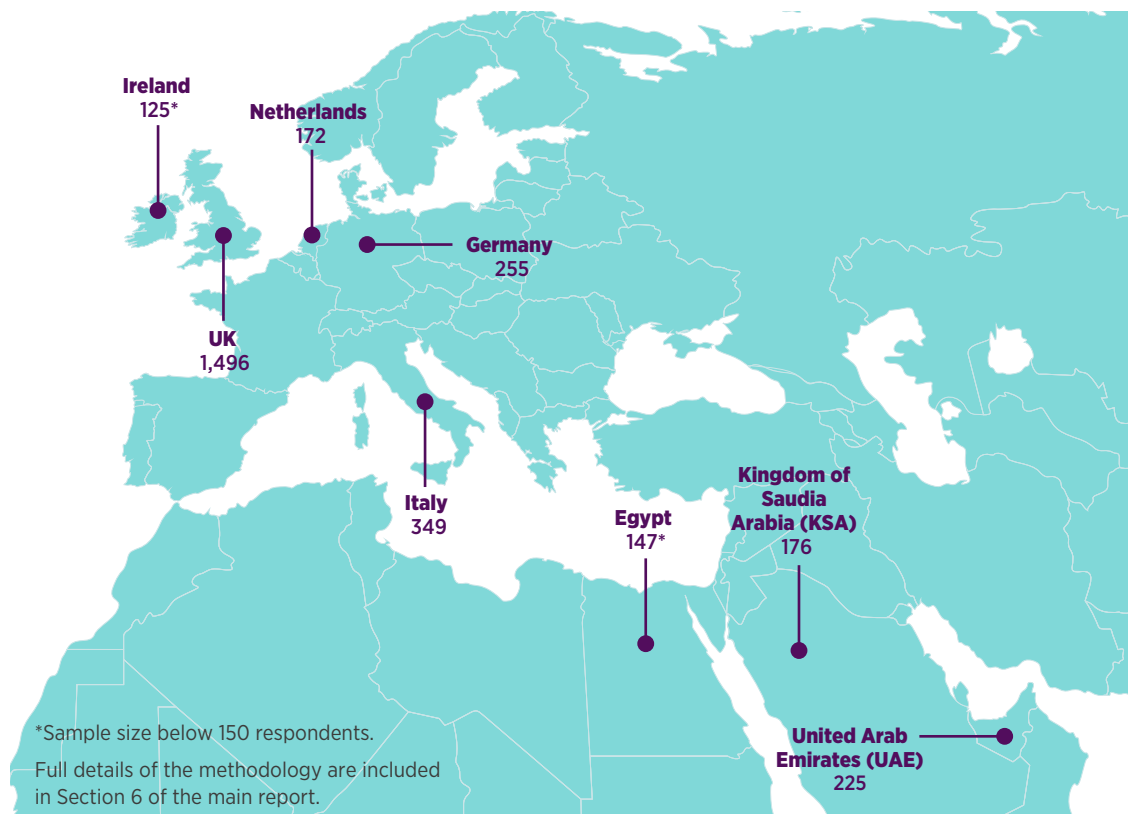 Ireland
125*
Netherlands
172
Germany
255
UK
1,496
Italy
349
Egypt
147*
Kingdom of
Saudia
Arabia (KSA)
176
United Arab
Emirates (UAE)
225
*Sample size below 150 respondents.
Full details of the methodology are included
in Section 6 of the main report.